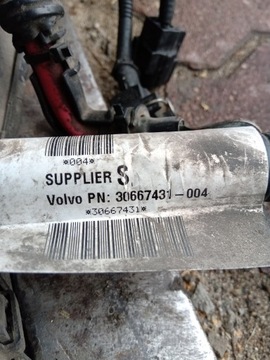 *004*
SUPPLIER S
Volvo PN: 30667431-004
*30667431*